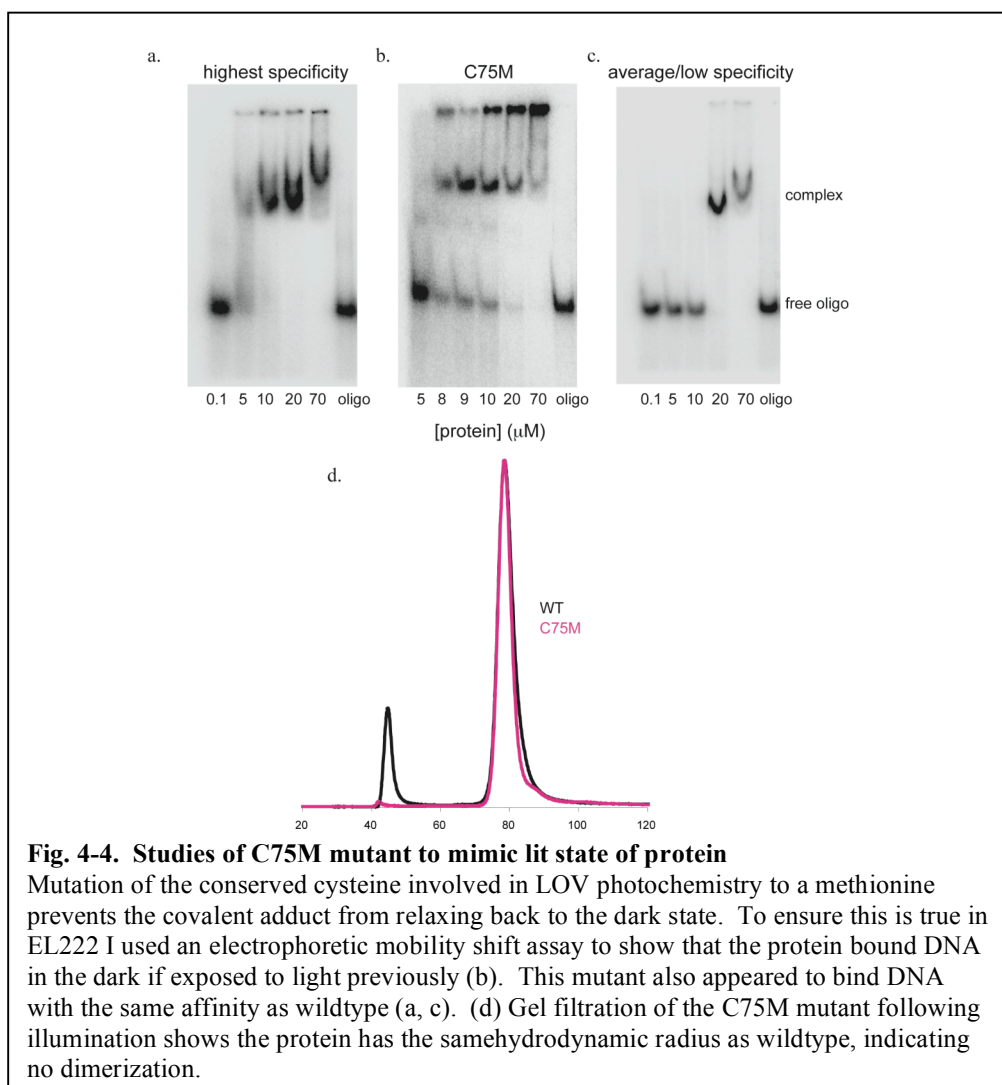 a.
highest specificity
b.
C75M
c.
average/low specificity
complex
free oligo
0.1 5 10 20 70 oligo
5 8 9 10 20 70 oligo
0.1 5 10 20 70 oligo
[protein] (μM)
d.
WT
C75M
20 40 60 80 100 120
Fig. 4-4. Studies of C75M mutant to mimic lit state of protein
Mutation of the conserved cysteine involved in LOV photochemistry to a methionine
prevents the covalent adduct from relaxing back to the dark state. To ensure this is true in
EL222 I used an electrophoretic mobility shift assay to show that the protein bound DNA
in the dark if exposed to light previously (b). This mutant also appeared to bind DNA
with the same affinity as wildtype (a, c). (d) Gel filtration of the C75M mutant following
illumination shows the protein has the samehydrodynamic radius as wildtype, indicating
no dimerization.